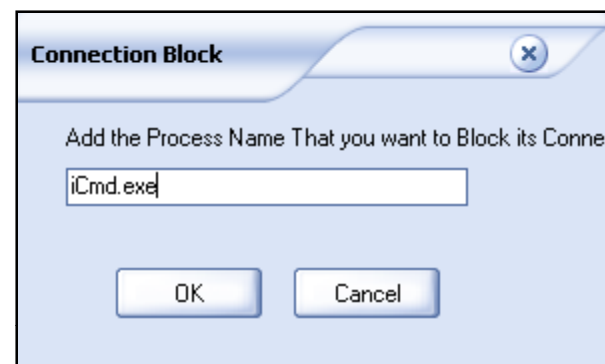 Connection Block
Add the Process Name That you want to Block its Conne
iCmd.exe
OK
Cancel